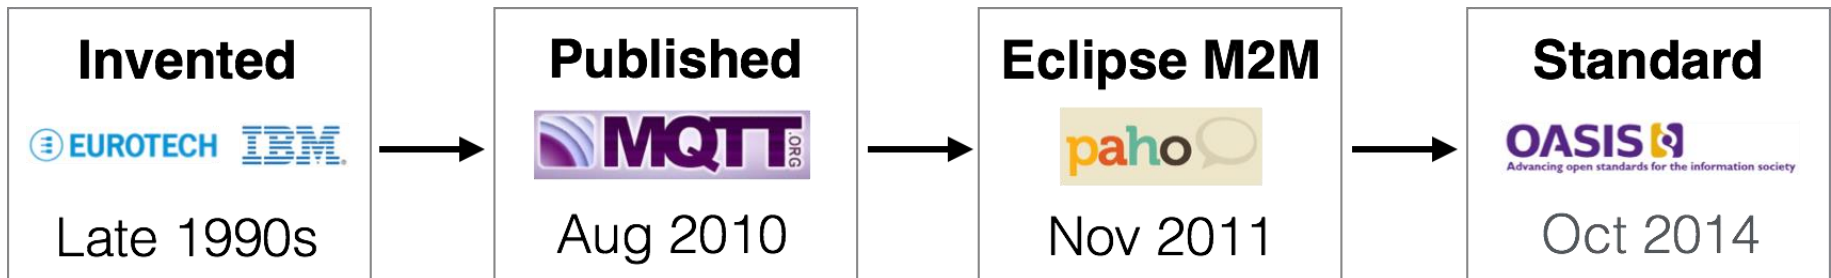 Invented
EUROTECH IBM.
Late 1990s
Published
MQTT.ORG
Aug 2010
Eclipse M2M
paho
Nov 2011
Standard
OASIS
Advancing open standards for the information society
Oct 2014